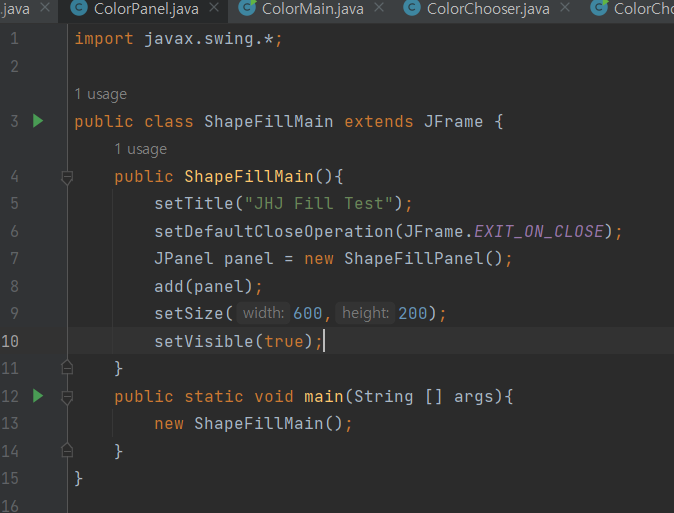 .java ColorPanel.java ColorMain.java ColorChooser.java ColorCho
1 import javax.swing.*;
2
1 usage
3 public class ShapeFillMain extends JFrame {
1 usage
4 public ShapeFillMain(){
5 setTitle("JHJ Fill Test");
6 setDefaultCloseOperation(JFrame.EXIT_ON_CLOSE);
7 JPanel panel = new ShapeFillPanel();
8 add(panel);
9 setSize( width: 600, height: 200);
10 setVisible(true);
11 }
12 public static void main(String [] args){
13 new ShapeFillMain();
14 }
15 }
16